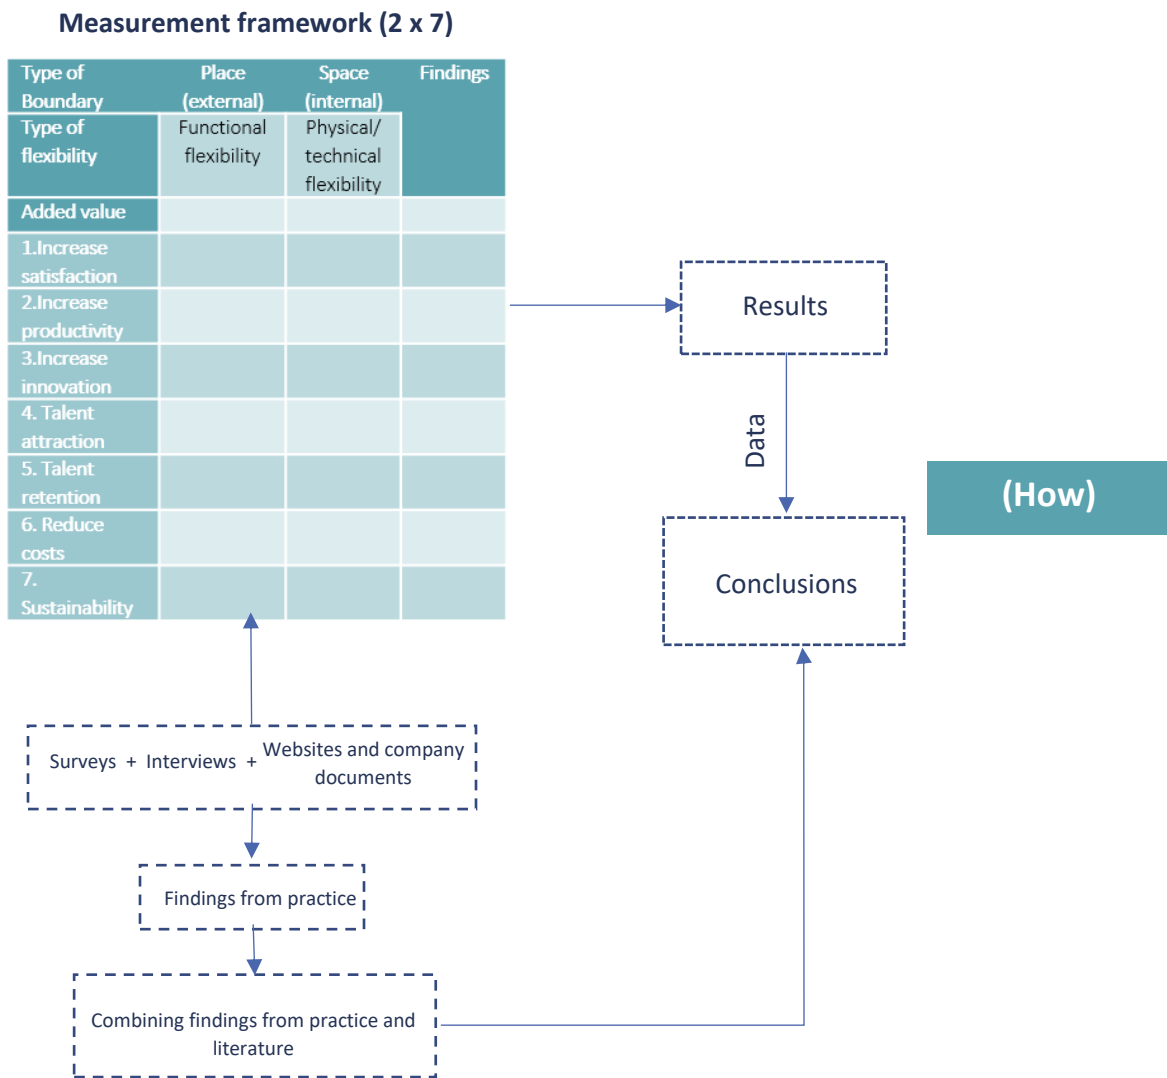 Measurement framework (2 x 7)
Type of Boundary Place (external) Space (internal) Findings
Type of flexibility Functional flexibility Physical/ technical flexibility
Added value
1.Increase satisfaction
2.Increase productivity
3.Increase innovation
4. Talent attraction
5. Talent retention
6. Reduce costs
7. Sustainability
Results
Data
(How)
Conclusions
Surveys + Interviews + Websites and company documents
Findings from practice
Combining findings from practice and
literature